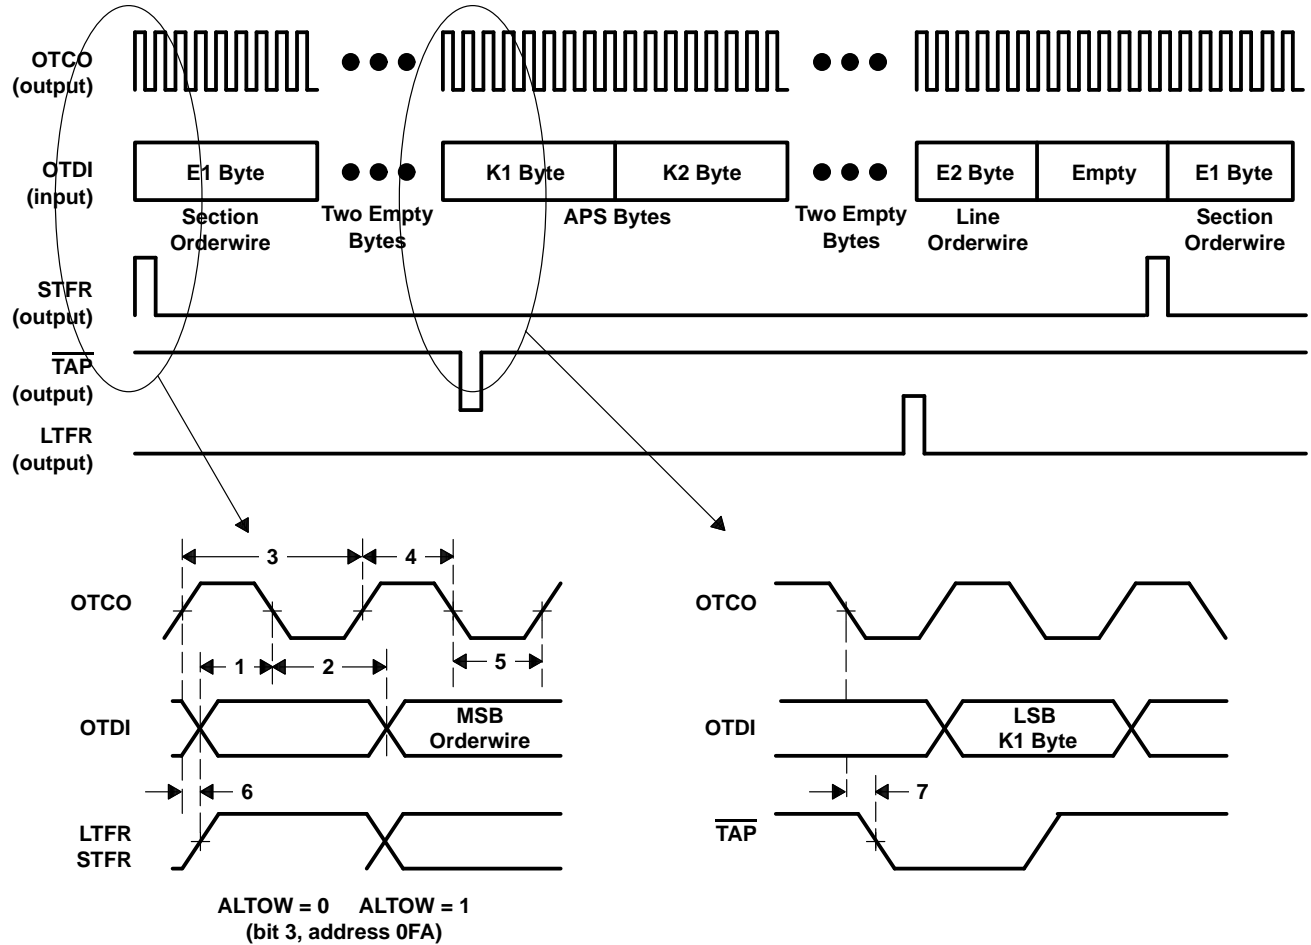 OTCO
(output)
OTDI
(input)
E1 Byte
K1 Byte
K2 Byte
E2 Byte
Empty
E1 Byte
Section
Orderwire
Two Empty
Bytes
APS Bytes
Two Empty
Bytes
Line
Orderwire
Section
Orderwire
STFR
(output)
TAP
(output)
LTFR
(output)
3
4
OTCO
1
2
5
OTDI
MSB
Orderwire
6
LTFR
STFR
ALTOW = 0 ALTOW = 1
(bit 3, address 0FA)
OTCO
OTDI
LSB
K1 Byte
7
TAP